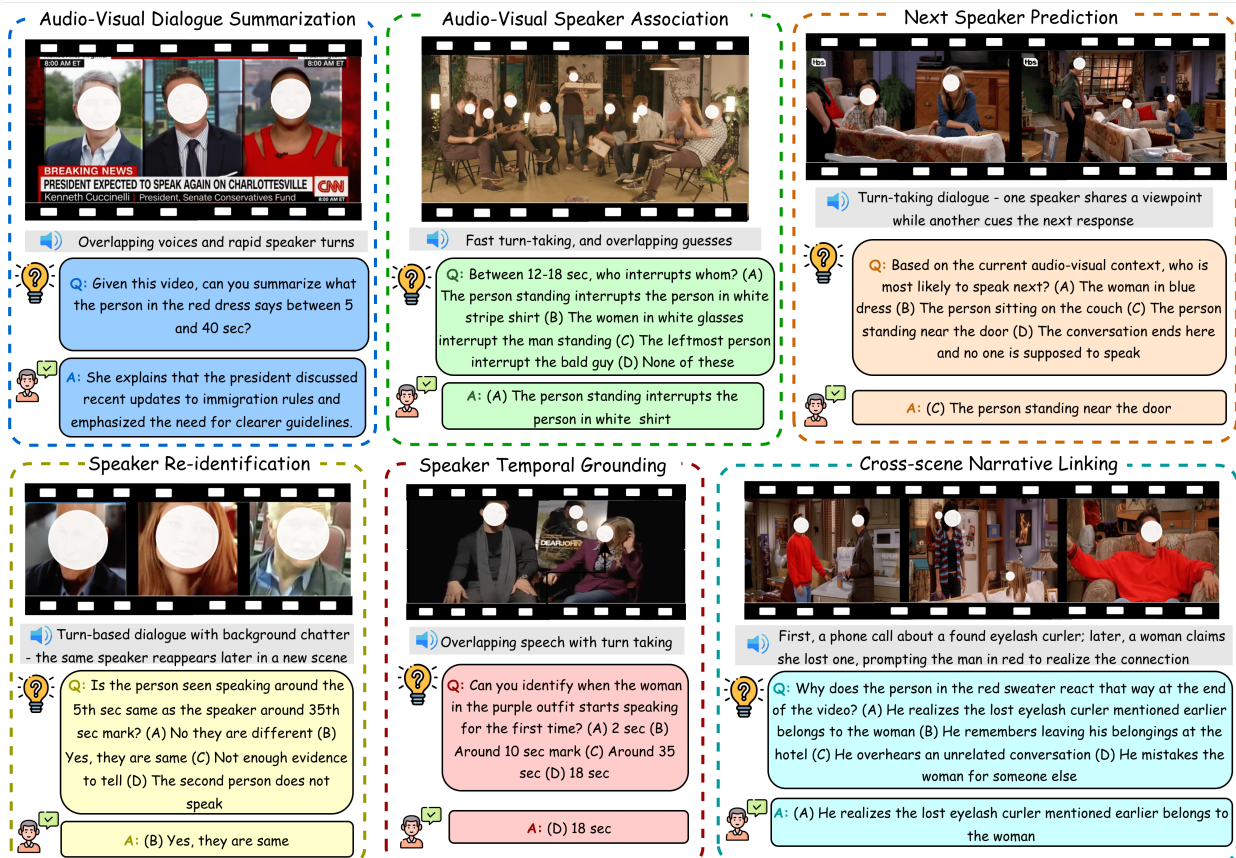 Audio-Visual Dialogue Summarization
8:00 AM ET
8:00 AM ET
BREAKING NEWS
PRESIDENT EXPECTED TO SPEAK AGAIN ON CHARLOTTESVILLE
CNN
Kenneth Cuccinelli | President, Senate Conservatives Fund
8:00 AM ET
Overlapping voices and rapid speaker turns
Q: Given this video, can you summarize what
the person in the red dress says between 5
and 40 sec?
A: She explains that the president discussed
recent updates to immigration rules and
emphasized the need for clearer guidelines.
Audio-Visual Speaker Association
Fast turn-taking, and overlapping guesses
Q: Between 12-18 sec, who interrupts whom? (A)
The person standing interrupts the person in white
stripe shirt (B) The women in white glasses
interrupt the man standing (C) The leftmost person
interrupt the bald guy (D) None of these
A: (A) The person standing interrupts the
person in white shirt
Next Speaker Prediction
tbs
tbs
Turn-taking dialogue - one speaker shares a viewpoint
while another cues the next response
Q: Based on the current audio-visual context, who is
most likely to speak next? (A) The woman in blue
dress (B) The person sitting on the couch (C) The person
standing near the door (D) The conversation ends here
and no one is supposed to speak
A: (C) The person standing near the door
Speaker Re-identification
Turn-based dialogue with background chatter
- the same speaker reappears later in a new scene
Q: Is the person seen speaking around the
5th sec same as the speaker around 35th
sec mark? (A) No they are different (B)
Yes, they are same (C) Not enough evidence
to tell (D) The second person does not
speak
A: (B) Yes, they are same
Speaker Temporal Grounding
DEAR JOHN
Overlapping speech with turn taking
Q: Can you identify when the woman
in the purple outfit starts speaking
for the first time? (A) 2 sec (B)
Around 10 sec mark (C) Around 35
sec (D) 18 sec
A: (D) 18 sec
Cross-scene Narrative Linking
First, a phone call about a found eyelash curler; later, a woman claims
she lost one, prompting the man in red to realize the connection
Q: Why does the person in the red sweater react that way at the end
of the video? (A) He realizes the lost eyelash curler mentioned earlier
belongs to the woman (B) He remembers leaving his belongings at the
hotel (C) He overhears an unrelated conversation (D) He mistakes the
woman for someone else
A: (A) He realizes the lost eyelash curler mentioned earlier belongs to
the woman